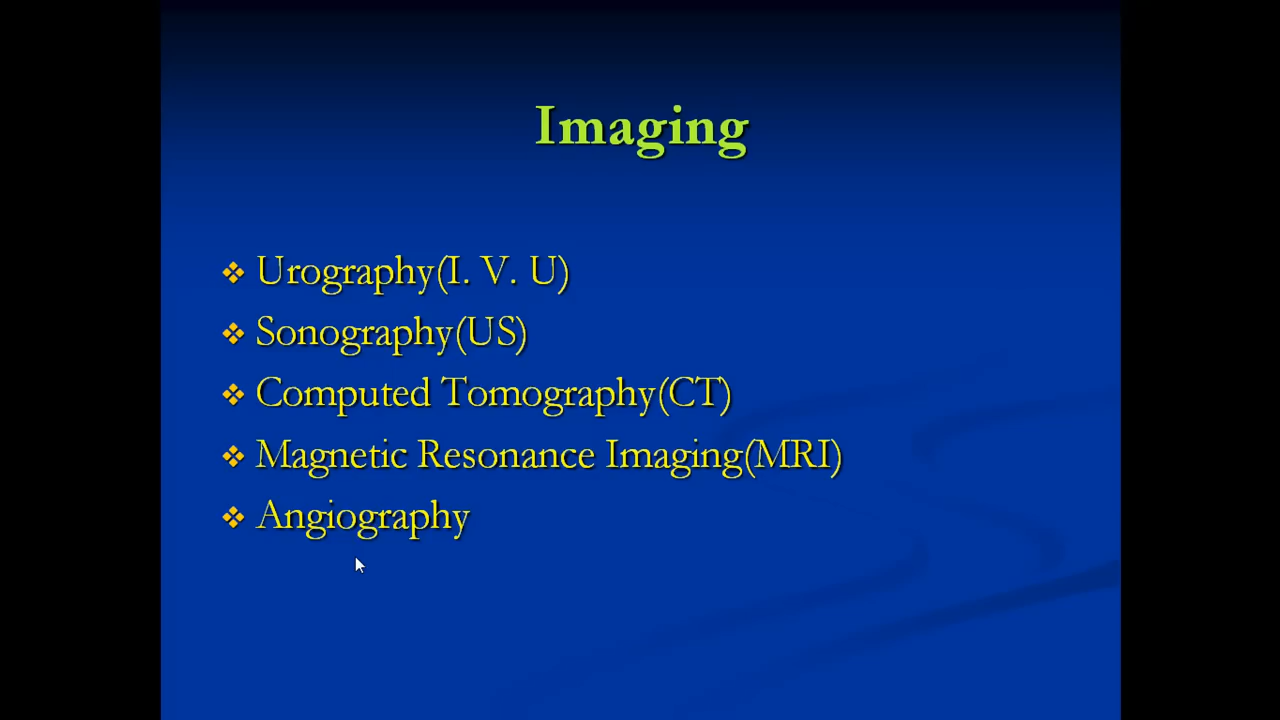 Imaging
Urography(I. V. U)
Sonography(US)
Computed Tomography(CT)
Magnetic Resonance Imaging(MRI)
Angiography